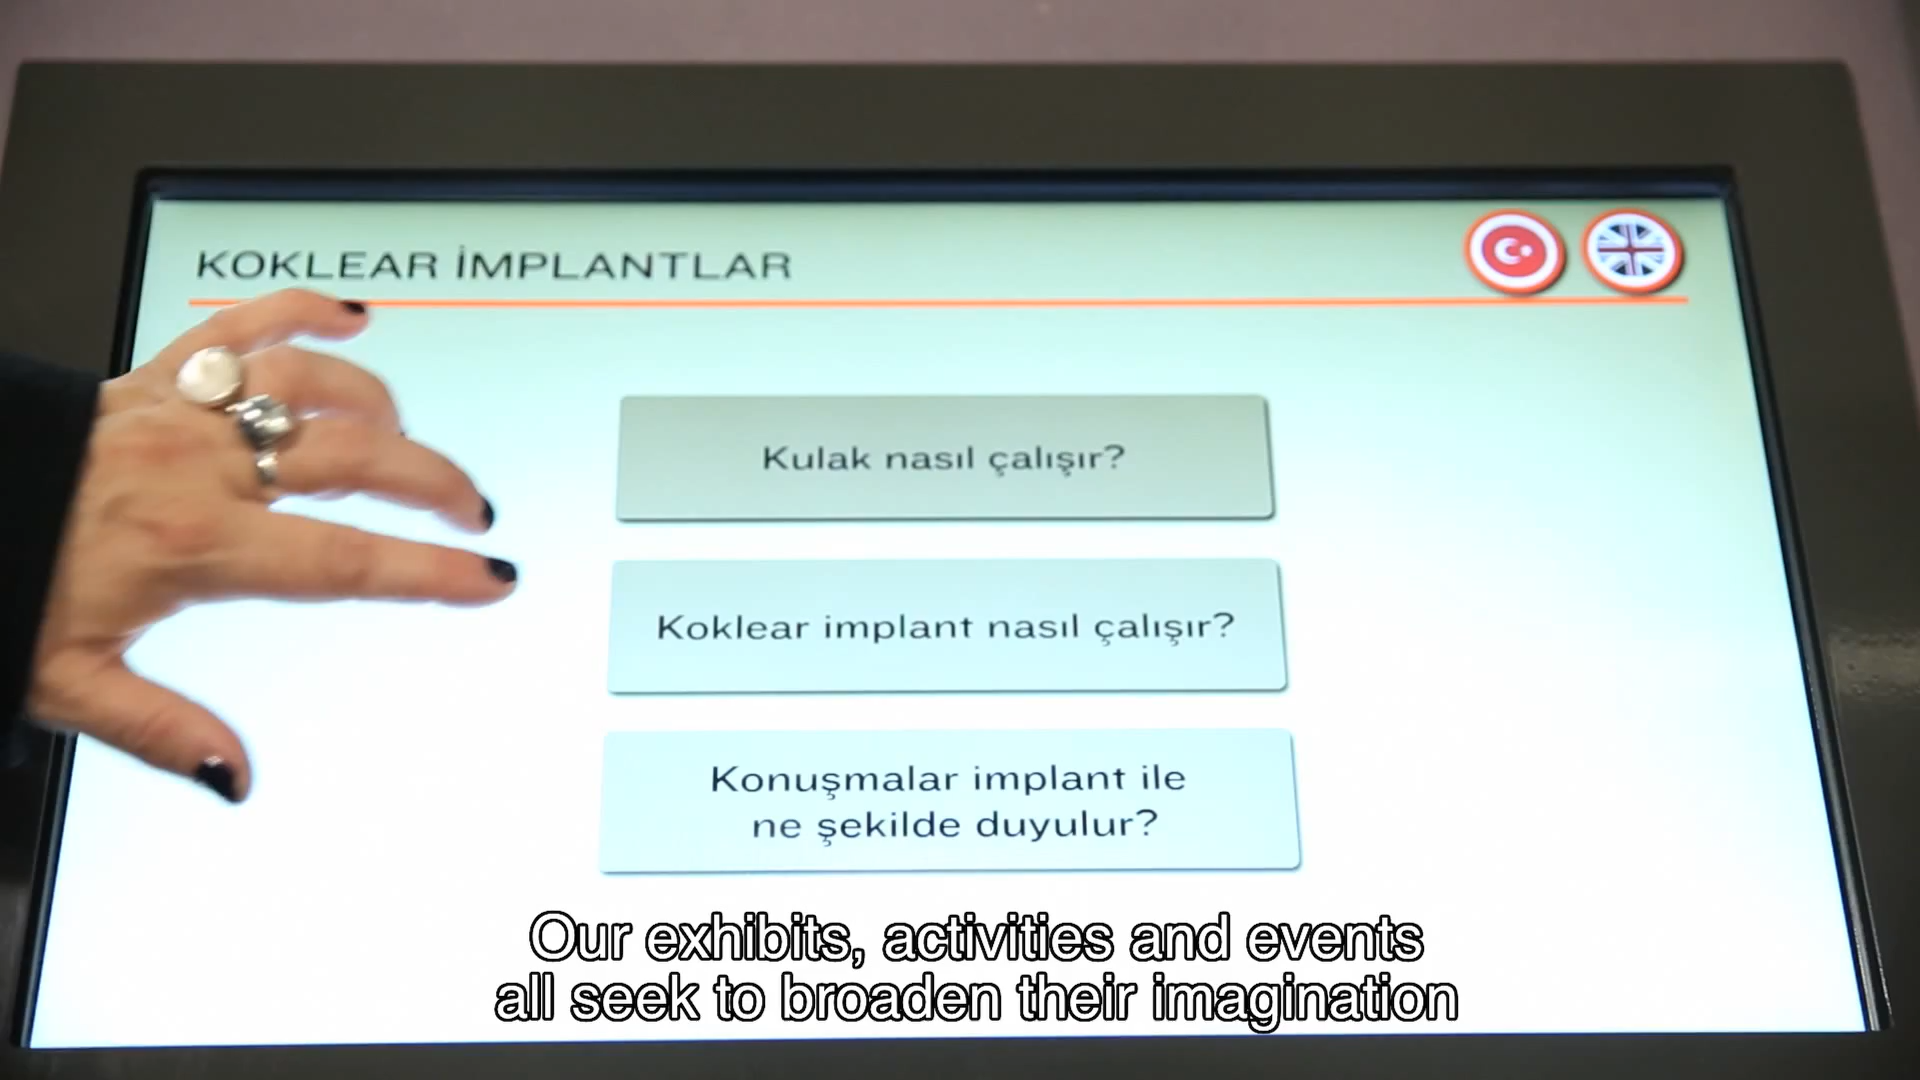 KOKLEAR İMPLANTLAR
Kulak nasıl çalışır?
Koklear implant nasıl çalışır?
Konuşmalar implant ile
ne şekilde duyulur?
Our exhibits, activities and events
all seek to broaden their imagination